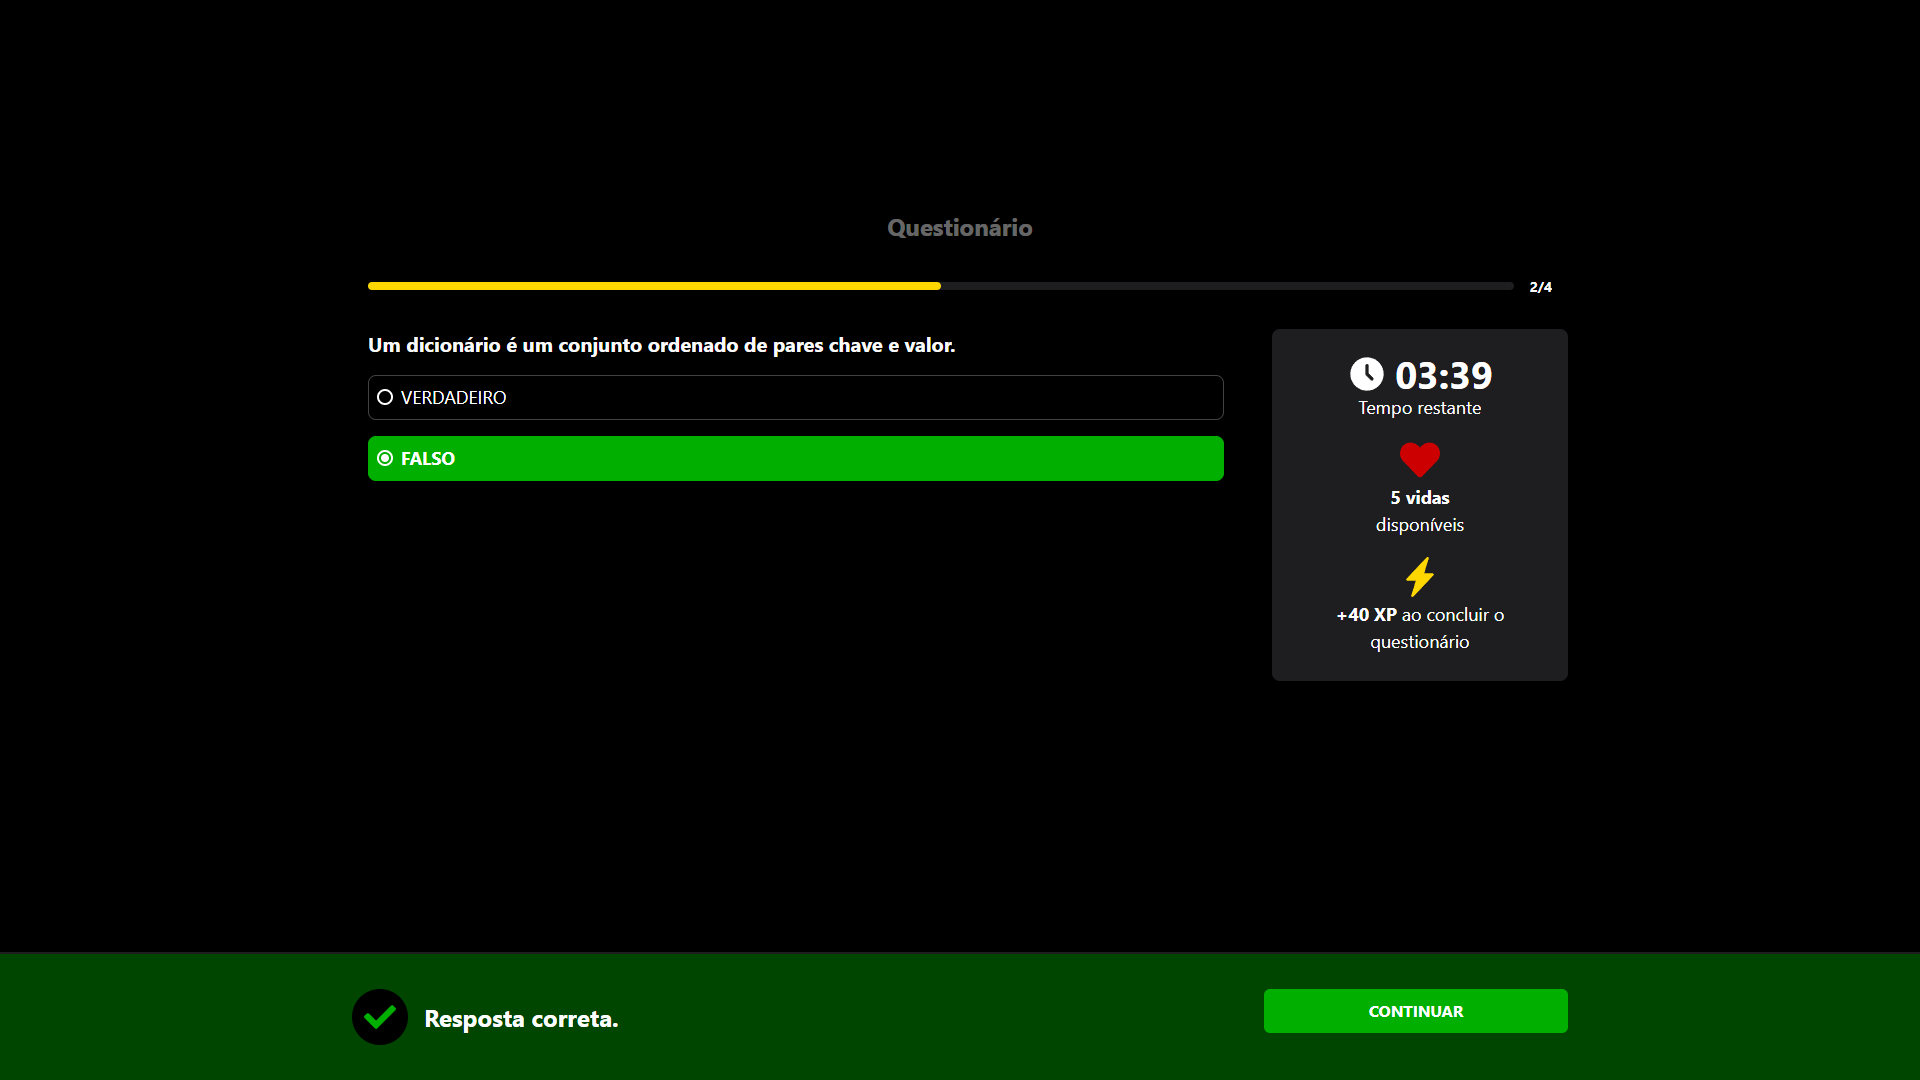 Questionário
2/4
Um dicionário é um conjunto ordenado de pares chave e valor.
VERDADEIRO
FALSO
03:39
Tempo restante
5 vidas
disponíveis
+40 XP ao concluir o
questionário
Resposta correta.
CONTINUAR